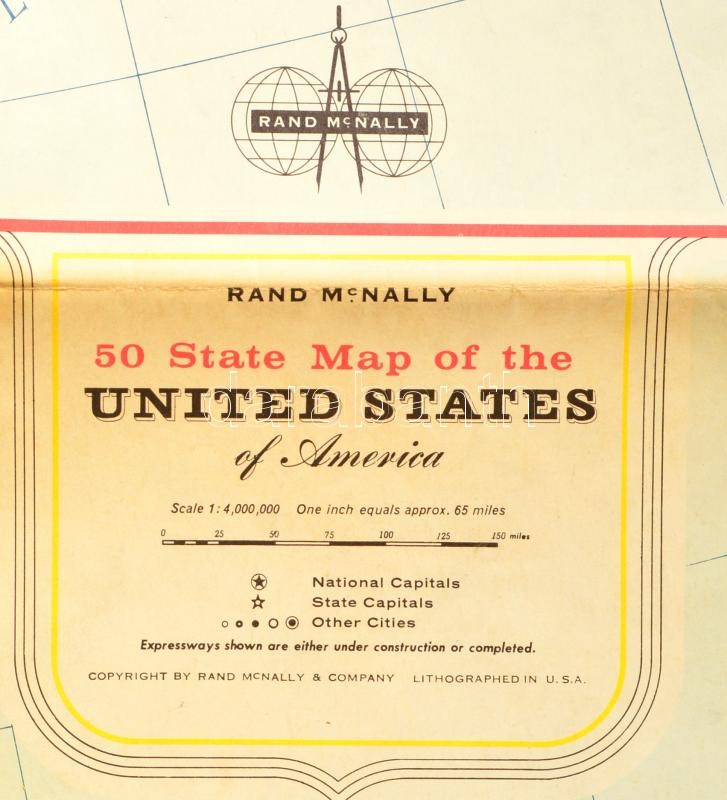 RAND McNALLY
RAND McNALLY
50 State Map of the
UNITED STATES
of America
Scale 1:4,000,000 One inch equals approx. 65 miles
0 25 50 75 100 125 150 miles
National Capitals
State Capitals
Other Cities
Expressways shown are either under construction or completed.
COPYRIGHT BY RAND McNALLY & COMPANY LITHOGRAPHED IN U.S.A.